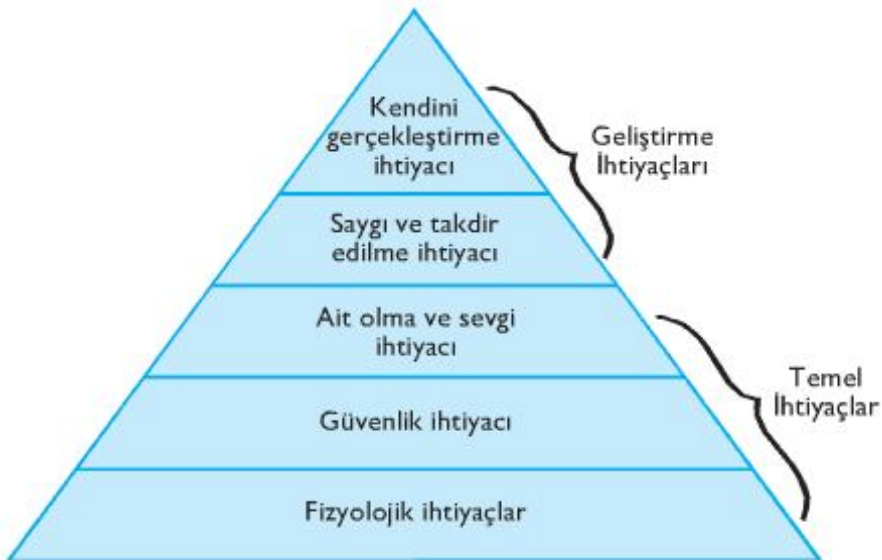 Kendini
gerçekleştirme
ihtiyacı
Geliştirme
İhtiyaçları
Saygı ve takdir
edilme ihtiyacı
Ait olma ve sevgi
ihtiyacı
Temel
İhtiyaçlar
Güvenlik ihtiyacı
Fizyolojik ihtiyaçlar